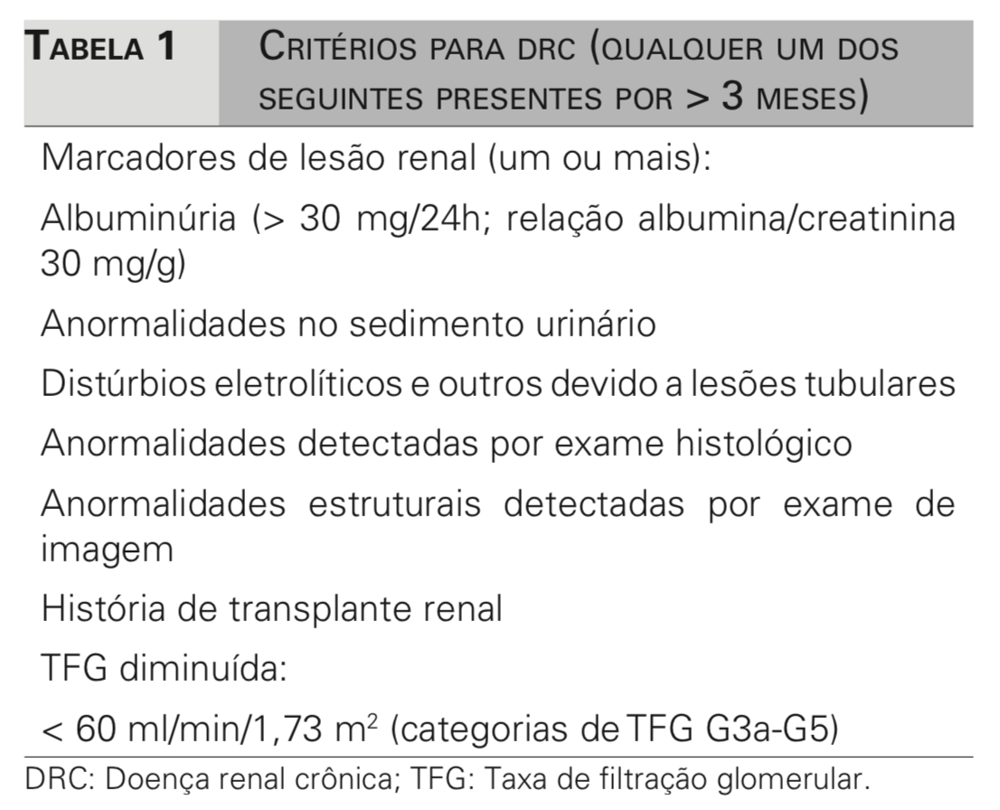 TABELA 1
CRITÉRIOS PARA DRC (QUALQUER UM DOS
SEGUINTES PRESENTES POR > 3 MESES)
Marcadores de lesão renal (um ou mais):
Albuminúria (> 30 mg/24h; relação albumina/creatinina
30 mg/g)
Anormalidades no sedimento urinário
Distúrbios eletrolíticos e outros devido a lesões tubulares
Anormalidades detectadas por exame histológico
Anormalidades estruturais detectadas por exame de
imagem
História de transplante renal
TFG diminuída:
< 60 ml/min/1,73 m² (categorias de TFG G3a-G5)
DRC: Doença renal crônica; TFG: Taxa de filtração glomerular.